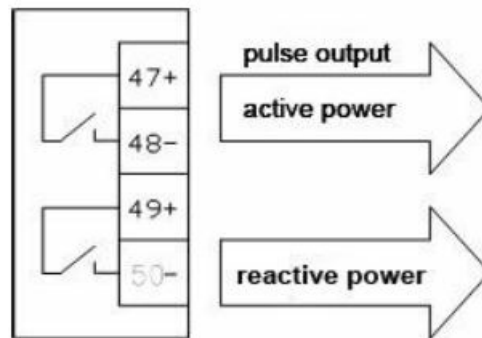 47+
pulse output
active power
48-
49+
50-
reactive power